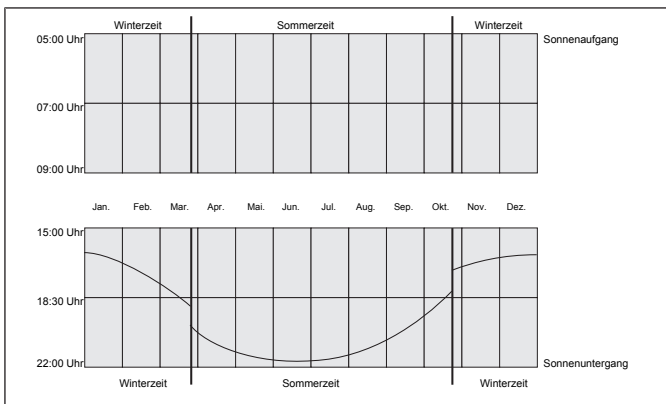 Winterzeit Sommerzeit Winterzeit
05:00 Uhr Sonnenaufgang
07:00 Uhr
09:00 Uhr
Jan. Feb. Mar. Apr. Mai. Jun. Jul. Aug. Sep. Okt. Nov. Dez.
15:00 Uhr
18:30 Uhr
22:00 Uhr Sonnenuntergang
Winterzeit Sommerzeit Winterzeit